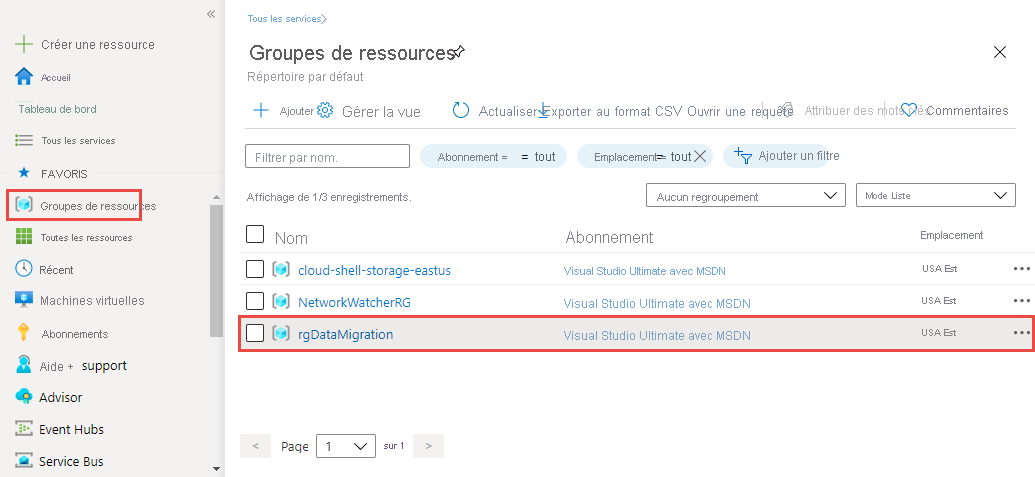 «
Créer une ressource
Accueil
Tableau de bord
Tous les services
FAVORIS
Groupes de ressources
Toutes les ressources
Récent
Machines virtuelles
Abonnements
Aide + support
Advisor
Event Hubs
Service Bus
Tous les services>
Groupes de ressources
Répertoire par défaut
Ajouter Gérer la vue Actualiser Exporter au format CSV Ouvrir une requête Attribuer des mots clés Commentaires
Filtrer par nom. Abonnement = = tout Emplacement= = tout Ajouter un filtre
Affichage de 1/3 enregistrements. Aucun regroupement Mode Liste
Nom Abonnement Emplacement
cloud-shell-storage-eastus Visual Studio Ultimate avec MSDN USA Est ...
NetworkWatcherRG Visual Studio Ultimate avec MSDN USA Est ...
rgDataMigration Visual Studio Ultimate avec MSDN USA Est ...
< Page 1 sur 1 >